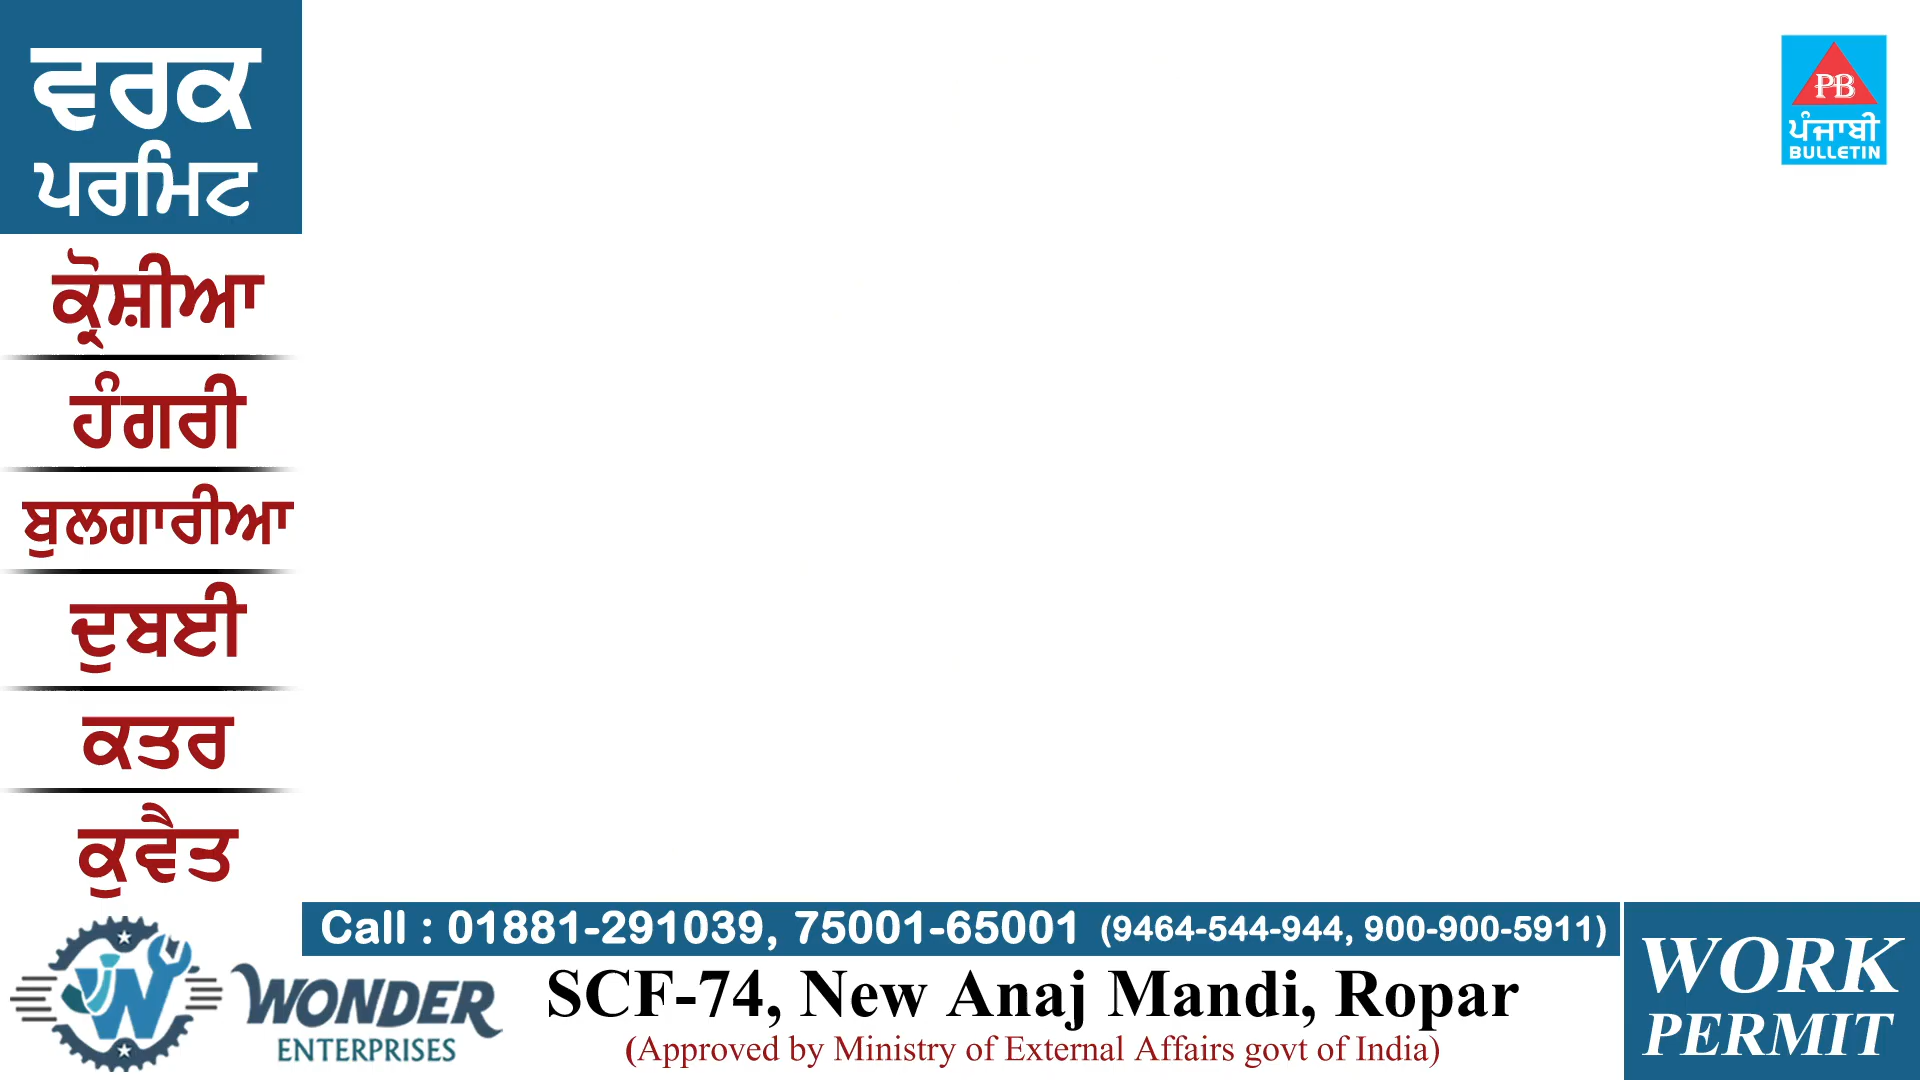 ਵਰਕ
ਪਰਮਿਟ
ਕ੍ਰੋਸ਼ੀਆ
ਹੰਗਰੀ
ਬੁਲਗਾਰੀਆ
ਦੁਬਈ
ਕਤਰ
ਕੁਵੈਤ
PB
ਪੰਜਾਬੀ
BULLETIN
Call : 01881-291039, 75001-65001 (9464-544-944, 900-900-5911)
SCF-74, New Anaj Mandi, Ropar
(Approved by Ministry of External Affairs govt of India)
W
WONDER
ENTERPRISES
WORK
PERMIT